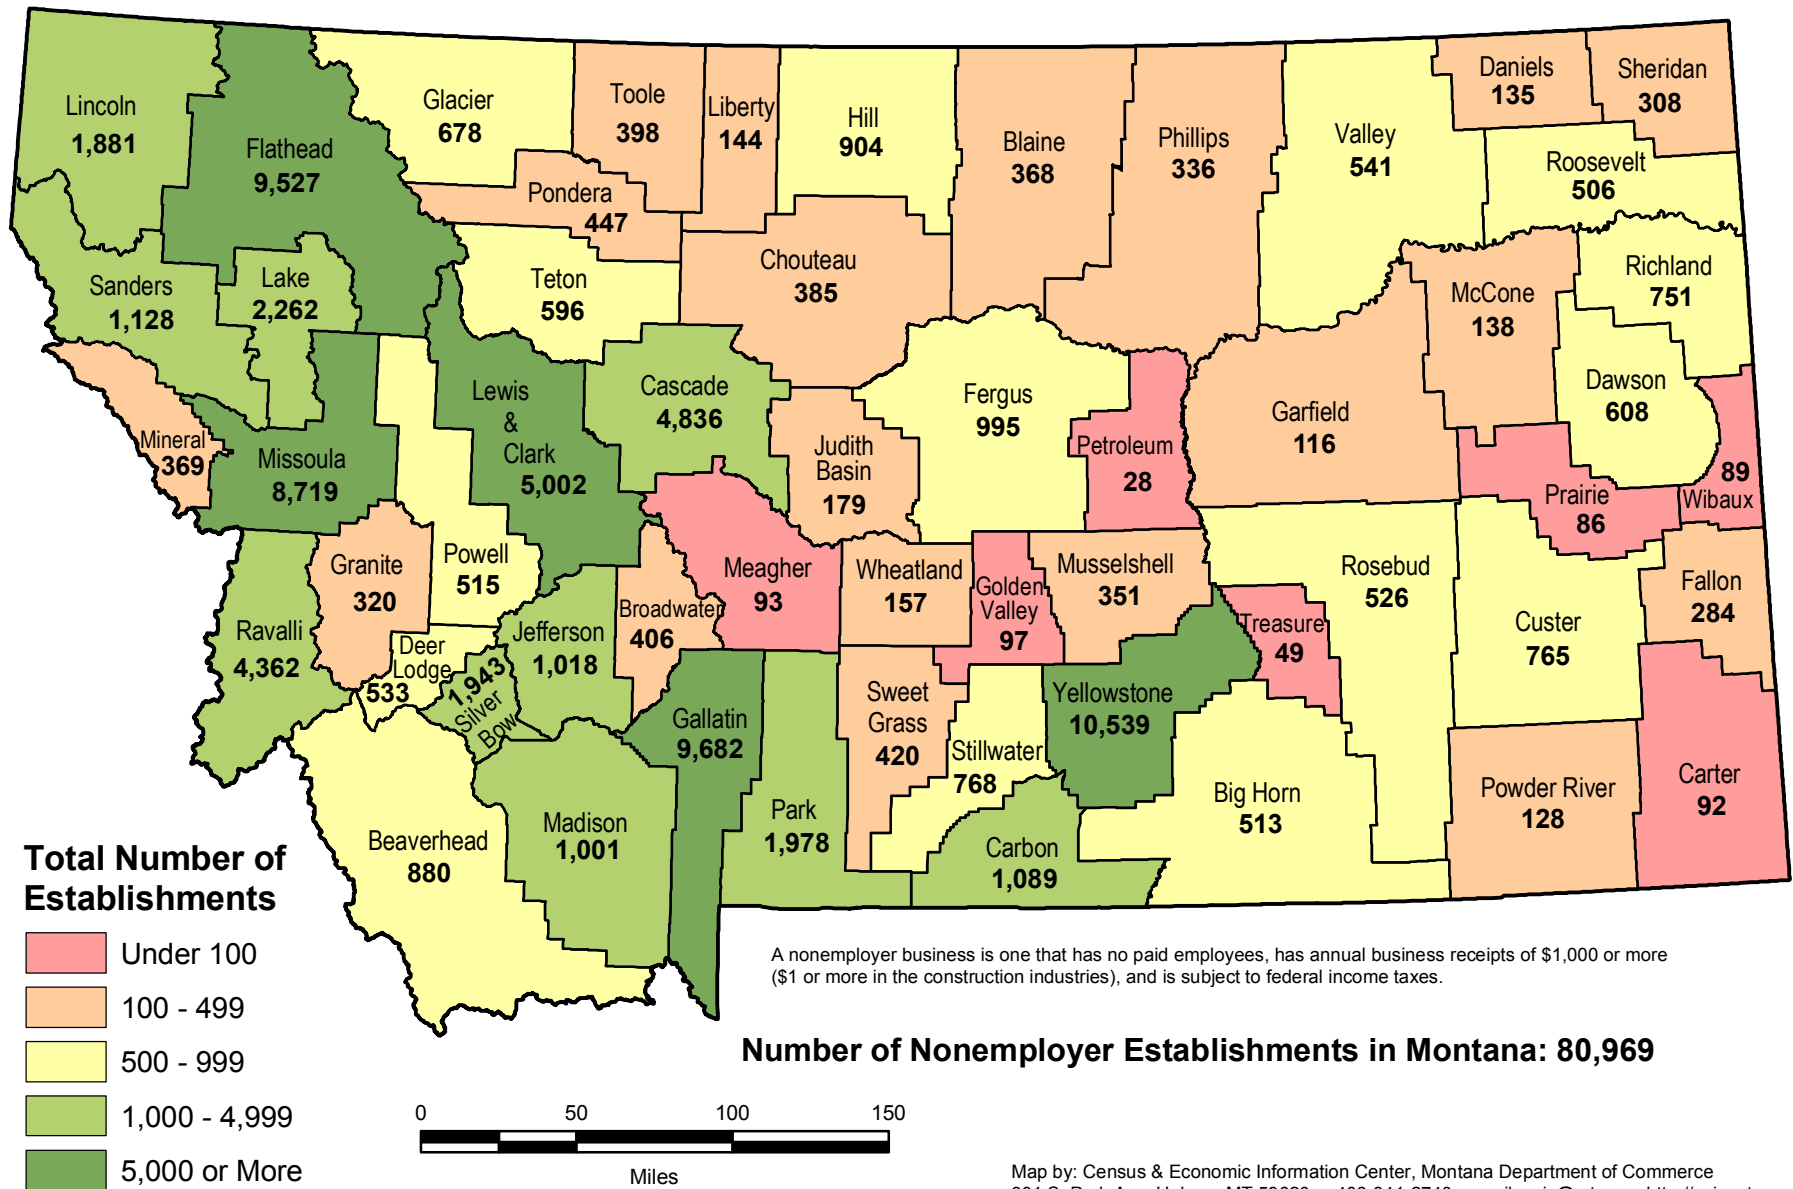 Lincoln
1,881
Flathead
9,527
Glacier
678
Toole
398
Liberty
144
Hill
904
Blaine
368
Phillips
336
Valley
541
Daniels
135
Sheridan
308
Roosevelt
506
Pondera
447
Chouteau
385
Teton
596
Sanders
1,128
Lake
2,262
Richland
751
McCone
138
Dawson
608
Mineral
369
Missoula
8,719
Lewis
&
Clark
5,002
Cascade
4,836
Judith
Basin
179
Fergus
995
Petroleum
28
Garfield
116
Prairie
86
89
Wibaux
Granite
320
Powell
515
Meagher
93
Wheatland
157
Golden
Valley
97
Musselshell
351
Rosebud
526
Treasure
49
Custer
765
Fallon
284
Ravalli
4,362
Deer
Lodge
533
1,943
Silver
Bow
Jefferson
1,018
Broadwater
406
Gallatin
9,682
Park
1,978
Sweet
Grass
420
Stillwater
768
Yellowstone
10,539
Big Horn
513
Powder River
128
Carter
92
Beaverhead
880
Madison
1,001
Carbon
1,089
Total Number of
Establishments
Under 100
100 - 499
500 - 999
1,000 - 4,999
5,000 or More
A nonemployer business is one that has no paid employees, has annual business receipts of $1,000 or more
($1 or more in the construction industries), and is subject to federal income taxes.
Number of Nonemployer Establishments in Montana: 80,969
0 50 100 150
Miles
Map by: Census & Economic Information Center, Montana Department of Commerce